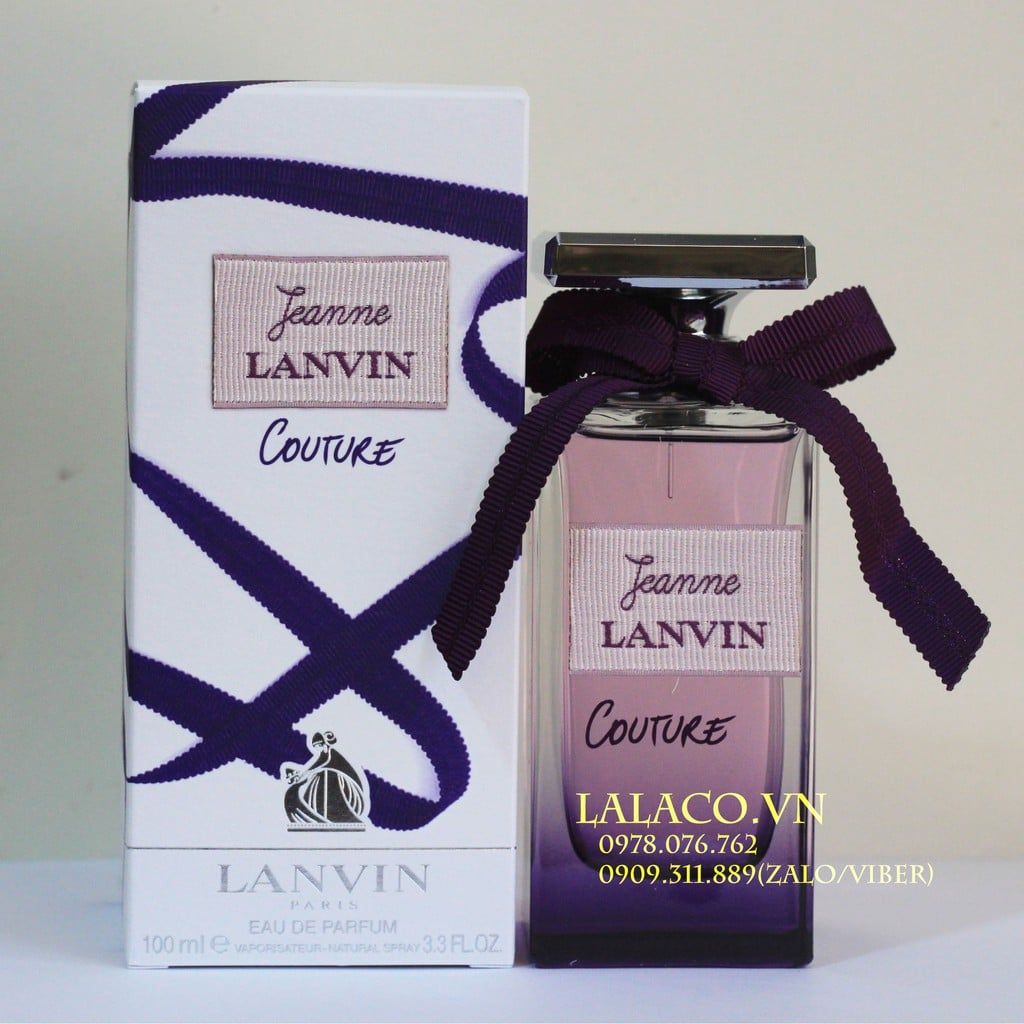 Jeanne
LANVIN
COUTURE
LANVIN
PARIS
EAU DE PARFUM
100 ml e VAPORISATEUR-NATURAL SPRAY 3.3 FL.OZ.
Jeanne
LANVIN
COUTURE
LALACO.VN
0978.076.762
0909.311.889(ZALO/VIBER)